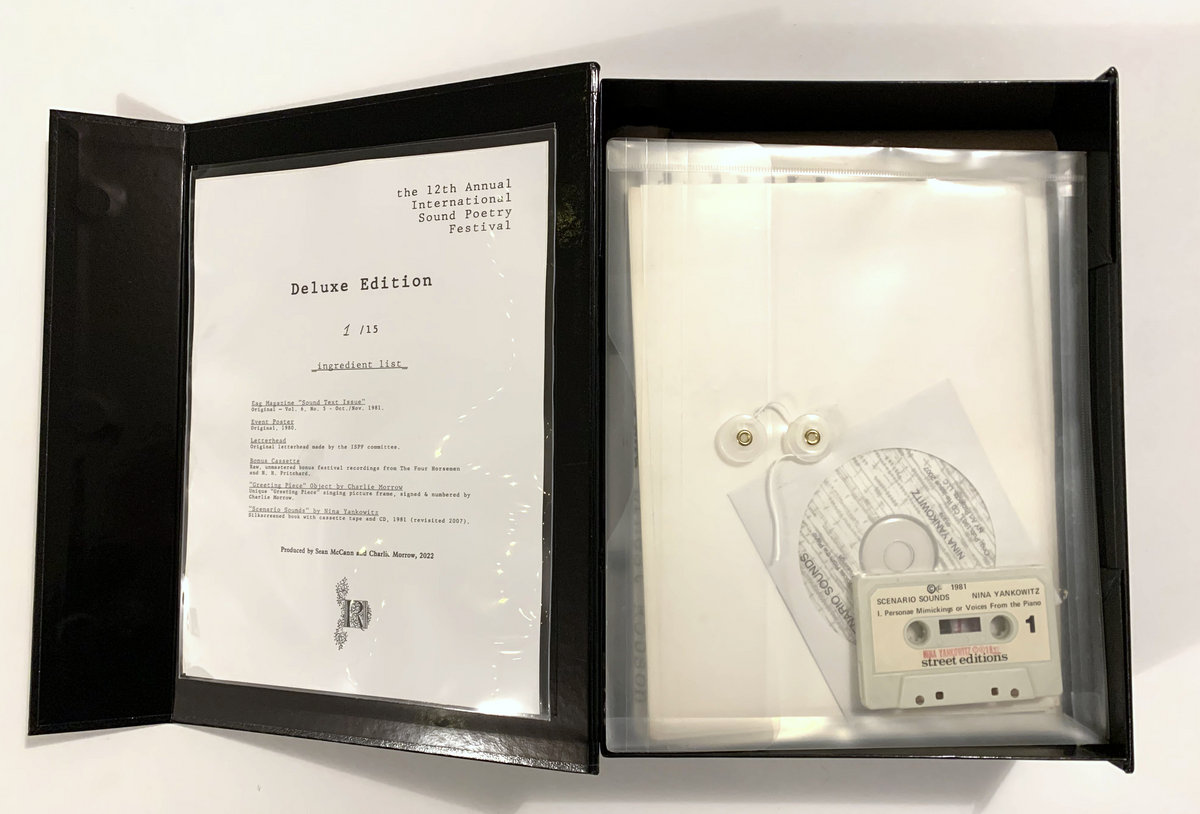 the 12th Annual
International
Sound Poetry
Festival
Deluxe Edition
1 /15
ingredient list
Ear Magazine "Sound Text Issue"
Original - Vol. 6, No. 5 - Oct./Nov. 1981.
Event Poster
Original, 1980.
Letterhead
Original letterhead made by the ISPF committee.
Bonus Cassette
Raw, unmastered bonus festival recordings from The Four Horsemen
and N. H. Pritchard.
"Greeting Piece" Object by Charlie Morrow
Unique "Greeting Piece" singing picture frame, signed & numbered by
Charlie Morrow.
"Scenario Sounds" by Nina Yankowitz
Silkscreened book with cassette tape and CD, 1981 (revisited 2007).
Produced by Sean McCann and Charlie Morrow, 2022
R
NINA YANKOWITZ
SCENARIO SOUNDS
© 1981
SCENARIO SOUNDS NINA YANKOWITZ
I. Personae Mimickings or Voices From the Piano
1
NINA YANKOWITZ
street editions